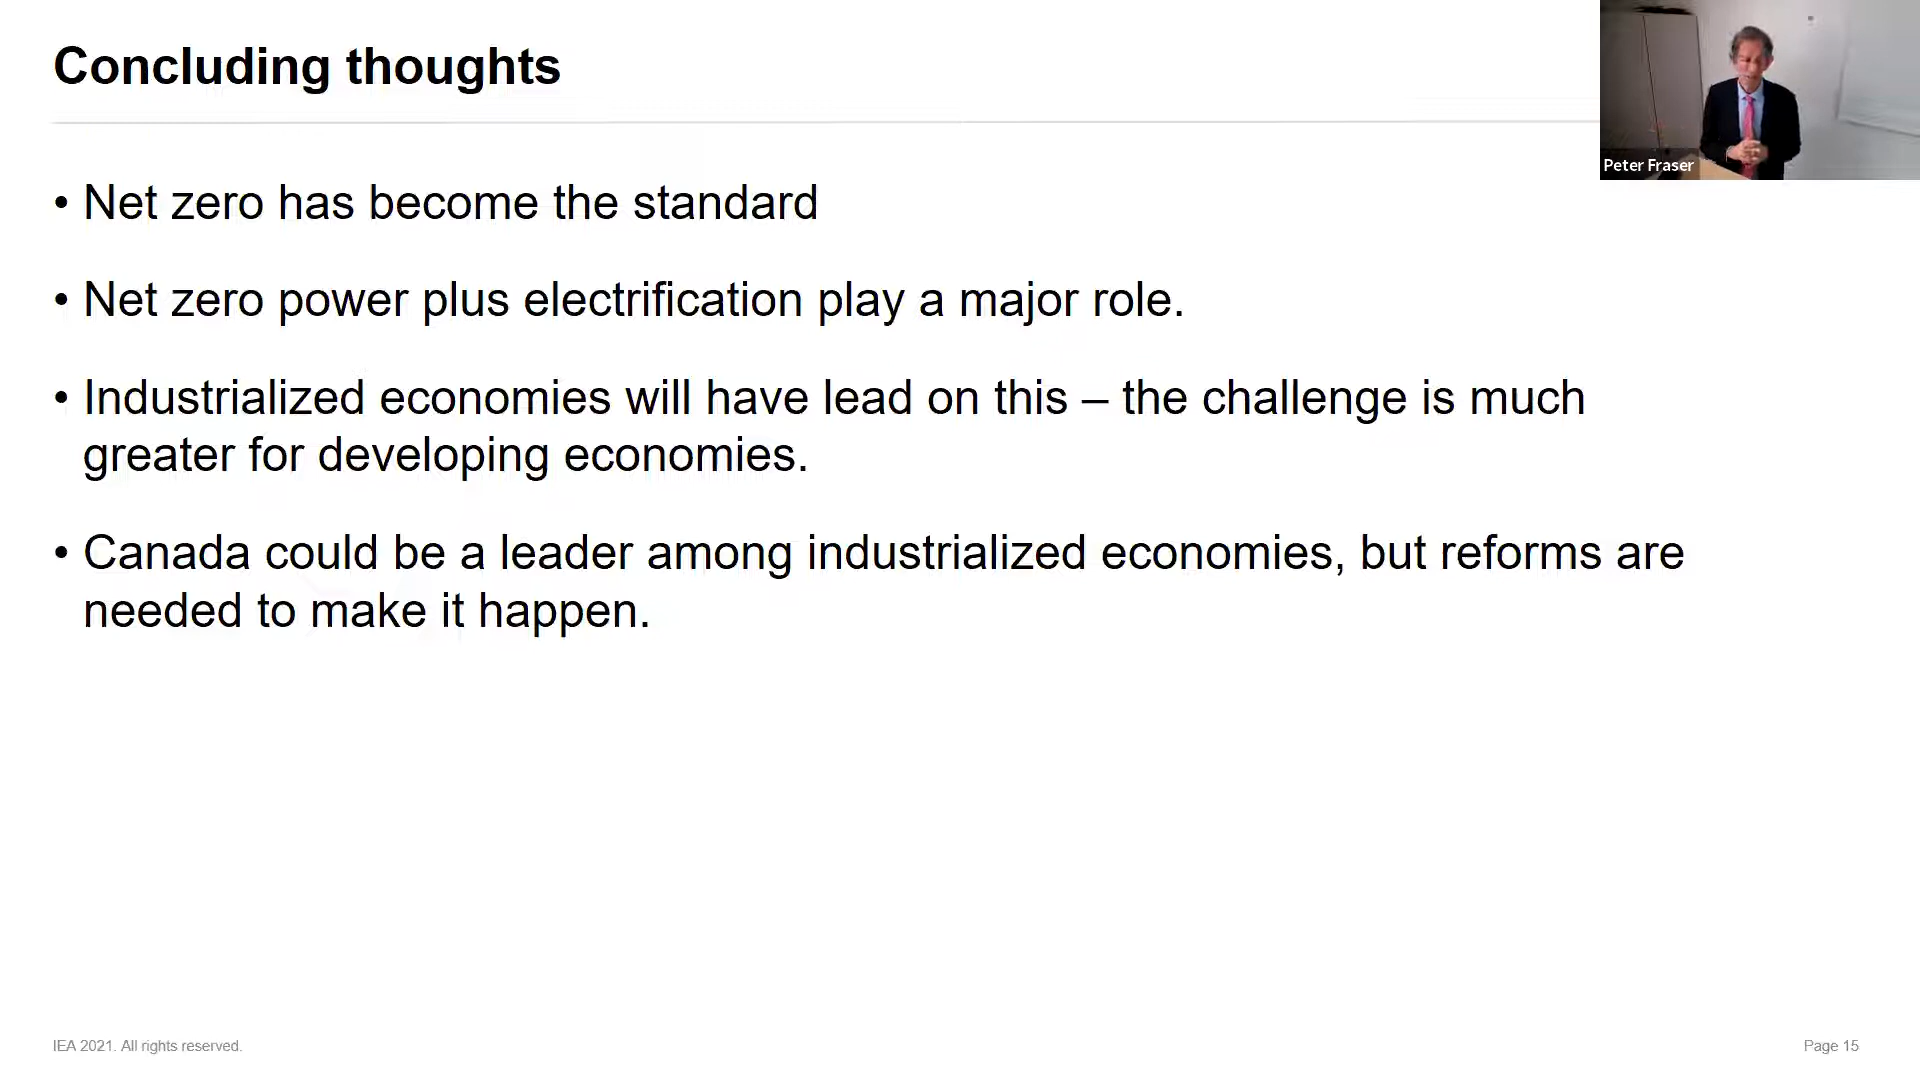 Concluding thoughts
Peter Fraser
• Net zero has become the standard
• Net zero power plus electrification play a major role.
• Industrialized economies will have lead on this – the challenge is much
greater for developing economies.
• Canada could be a leader among industrialized economies, but reforms are
needed to make it happen.
IEA 2021. All rights reserved.
Page 15